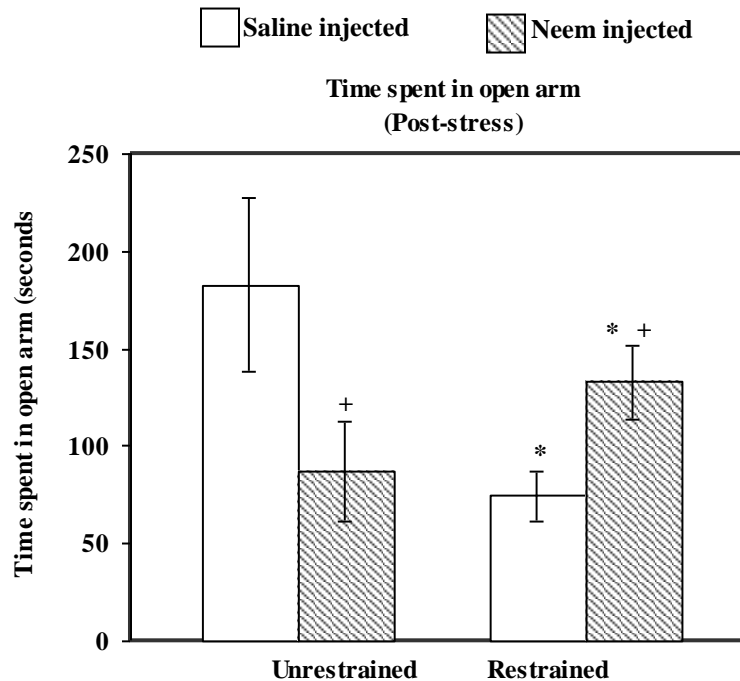 Saline injected
Neem injected
Time spent in open arm
(Post-stress)
Time spent in open arm (seconds
250
200
150
100
50
0
+
*
* +
Unrestrained
Restrained